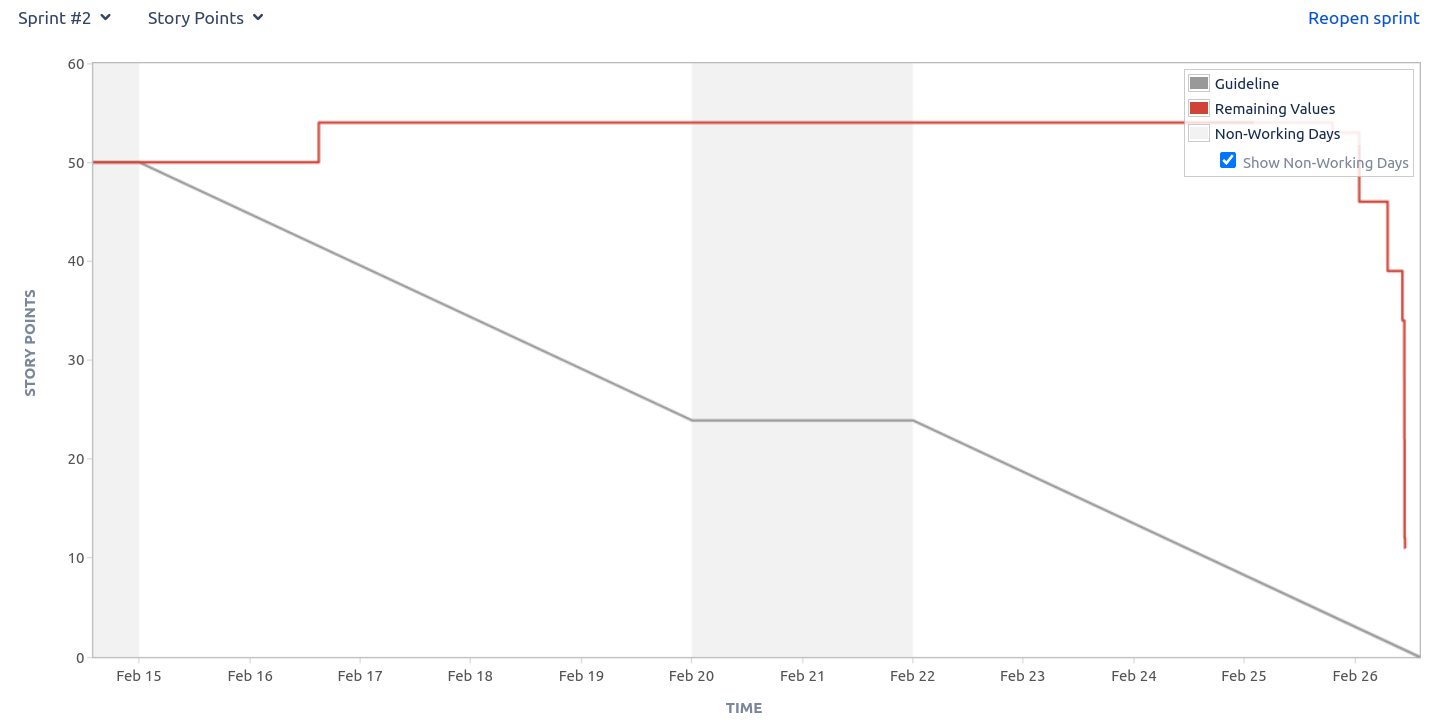 Sprint #2 Story Points Reopen sprint
60
50
40
30
20
10
0
STORY POINTS
Guideline
Remaining Values
Non-Working Days
Show Non-Working Days
Feb 15 Feb 16 Feb 17 Feb 18 Feb 19 Feb 20 Feb 21 Feb 22 Feb 23 Feb 24 Feb 25 Feb 26
TIME